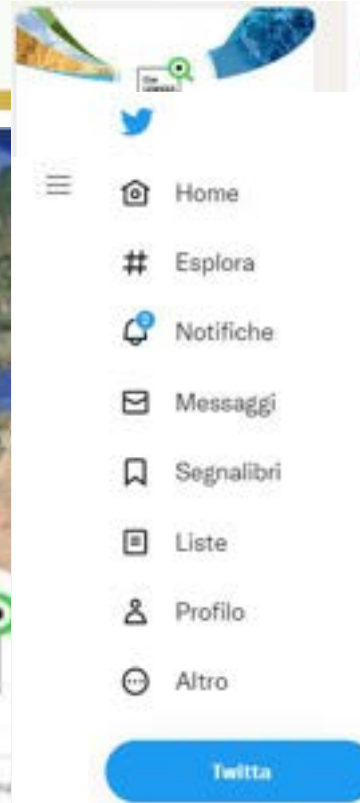 Home
Esplora
Notifiche
Messaggi
Segnalibri
Liste
Profilo
Altro
Twitta